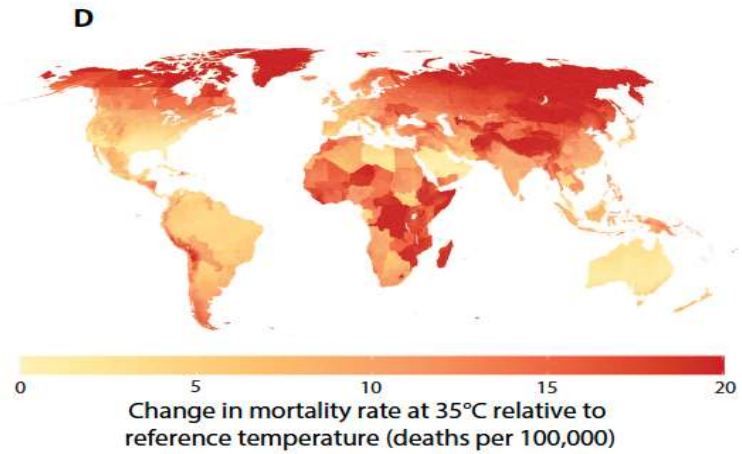 D
0 5 10 15 20
Change in mortality rate at 35°C relative to
reference temperature (deaths per 100,000)